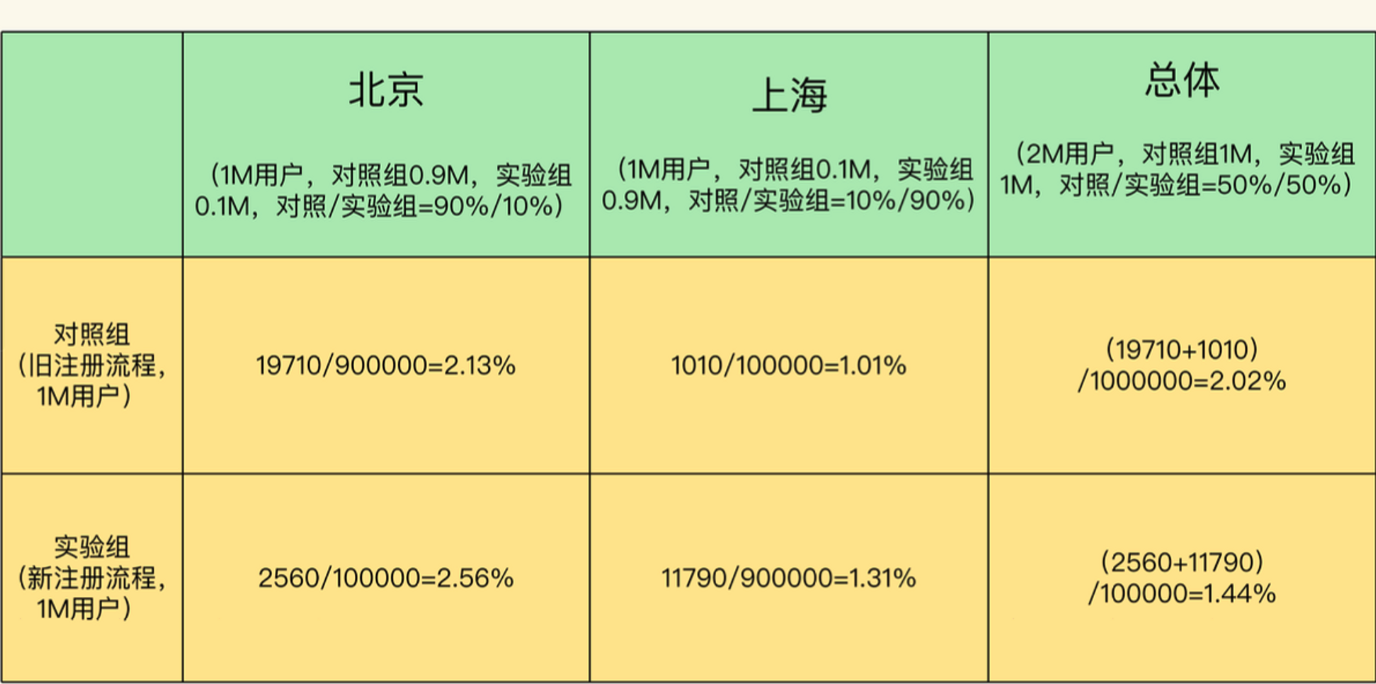 北京
（1M用户，对照组0.9M，实验组
0.1M，对照/实验组=90%/10%）
上海
（1M用户，对照组0.1M，实验组
0.9M，对照/实验组=10%/90%）
总体
（2M用户，对照组1M，实验组
1M，对照/实验组=50%/50%）
对照组
（旧注册流程，
1M用户）
19710/900000=2.13%
1010/100000=1.01%
（19710+1010）
/1000000=2.02%
实验组
（新注册流程，
1M用户）
2560/100000=2.56%
11790/900000=1.31%
（2560+11790）
/100000=1.44%